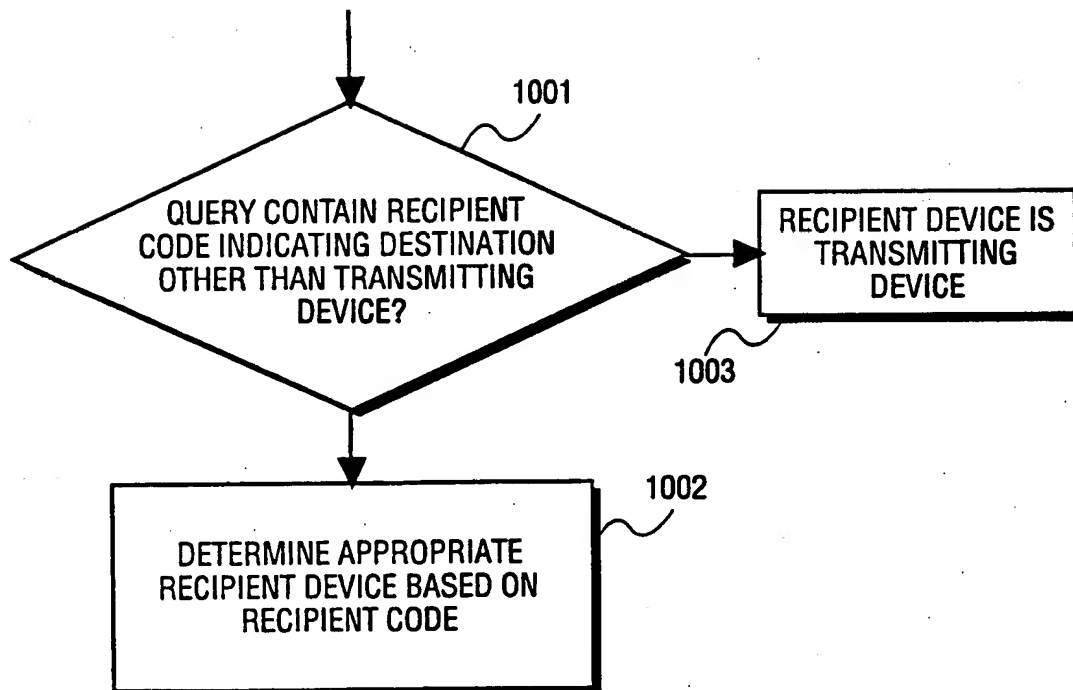 1001
QUERY CONTAIN RECIPIENT
CODE INDICATING DESTINATION
OTHER THAN TRANSMITTING
DEVICE?
RECIPIENT DEVICE IS
TRANSMITTING
DEVICE
1003
1002
DETERMINE APPROPRIATE
RECIPIENT DEVICE BASED ON
RECIPIENT CODE